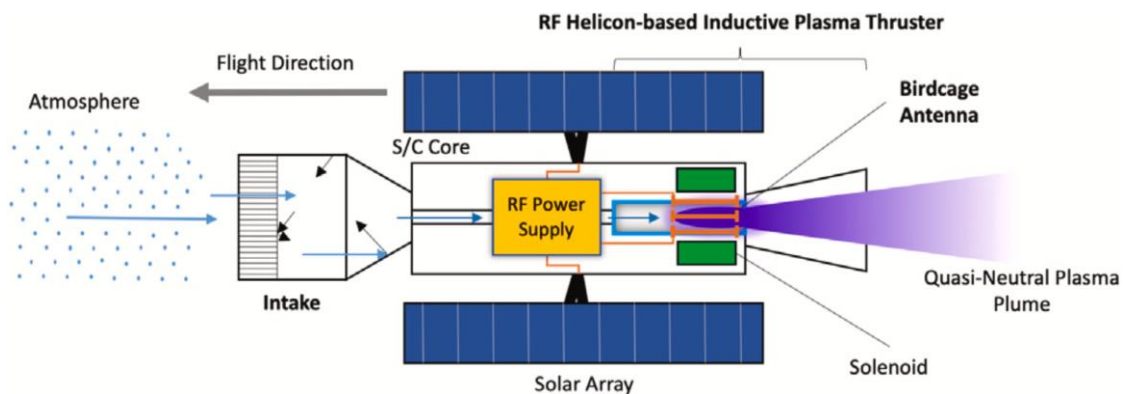 RF Helicon-based Inductive Plasma Thruster
Flight Direction
Birdcage
Antenna
Atmosphere
S/C Core
RF Power
Supply
Intake
Quasi-Neutral Plasma
Plume
Solenoid
Solar Array